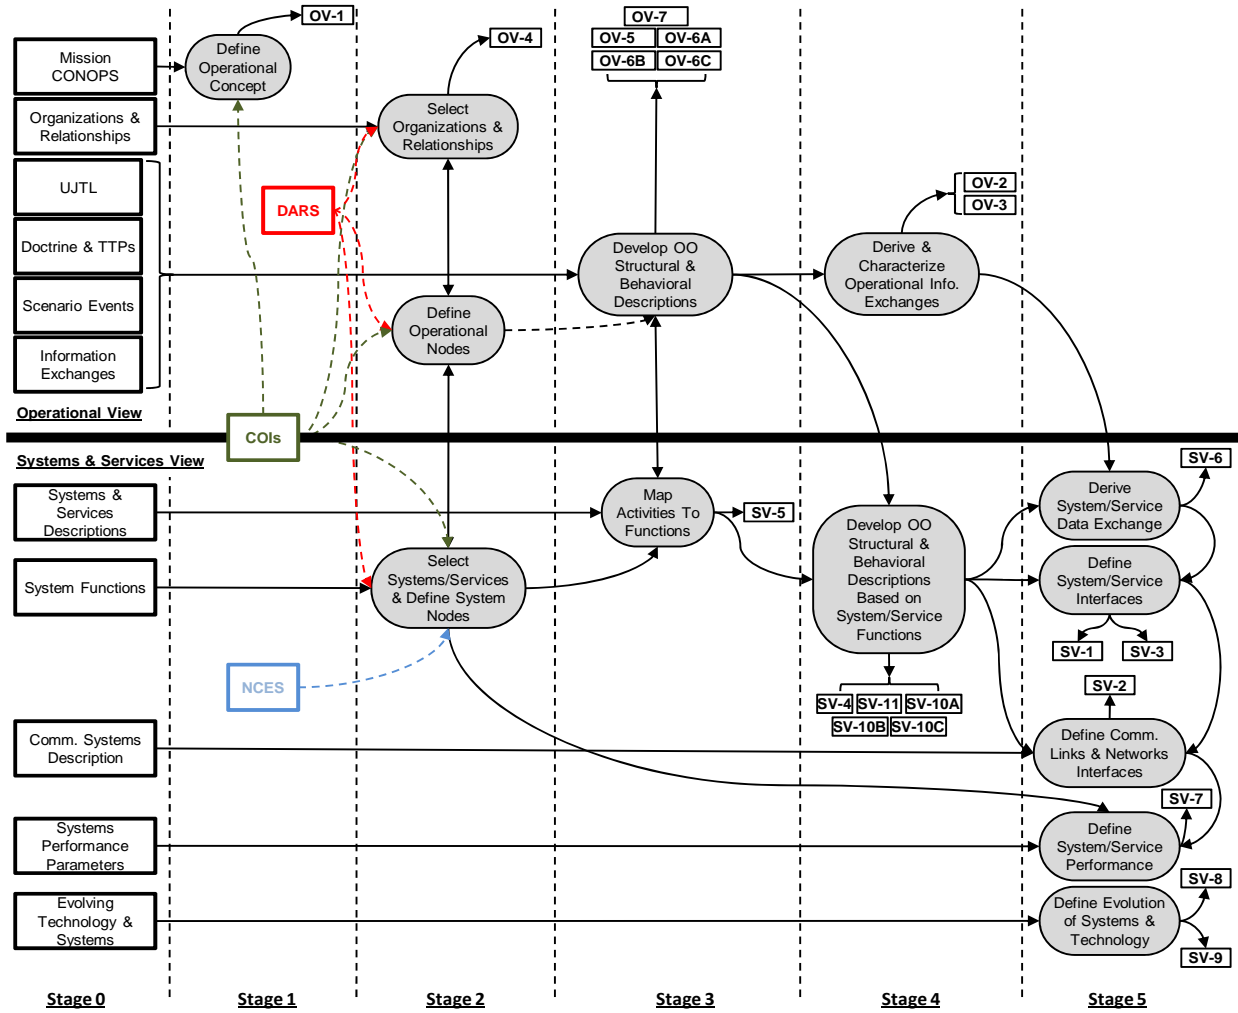 OV-1
Mission
CONOPS
Define
Operational
Concept
OV-4
OV-7
OV-5
OV-6A
OV-6B
OV-6C
Organizations &
Relationships
Select
Organizations &
Relationships
UJTL
DARS
OV-2
OV-3
Doctrine & TTPs
Develop OO
Structural &
Behavioral
Descriptions
Derive &
Characterize
Operational Info.
Exchanges
Scenario Events
Define
Operational
Nodes
Information
Exchanges
Operational View
COIs
Systems & Services View
SV-6
Systems &
Services
Descriptions
Map
Activities To
Functions
SV-5
Derive
System/Service
Data Exchange
Develop OO
Structural &
Behavioral
Descriptions
Based on
System/Service
Functions
System Functions
Select
Systems/Services
& Define System
Nodes
Define
System/Service
Interfaces
SV-1
SV-3
NCES
SV-2
SV-4
SV-11
SV-10A
SV-10B
SV-10C
Comm. Systems
Description
Define Comm.
Links & Networks
Interfaces
SV-7
Systems
Performance
Parameters
Define
System/Service
Performance
SV-8
Evolving
Technology &
Systems
Define Evolution
of Systems &
Technology
SV-9
Stage 0
Stage 1
Stage 2
Stage 3
Stage 4
Stage 5